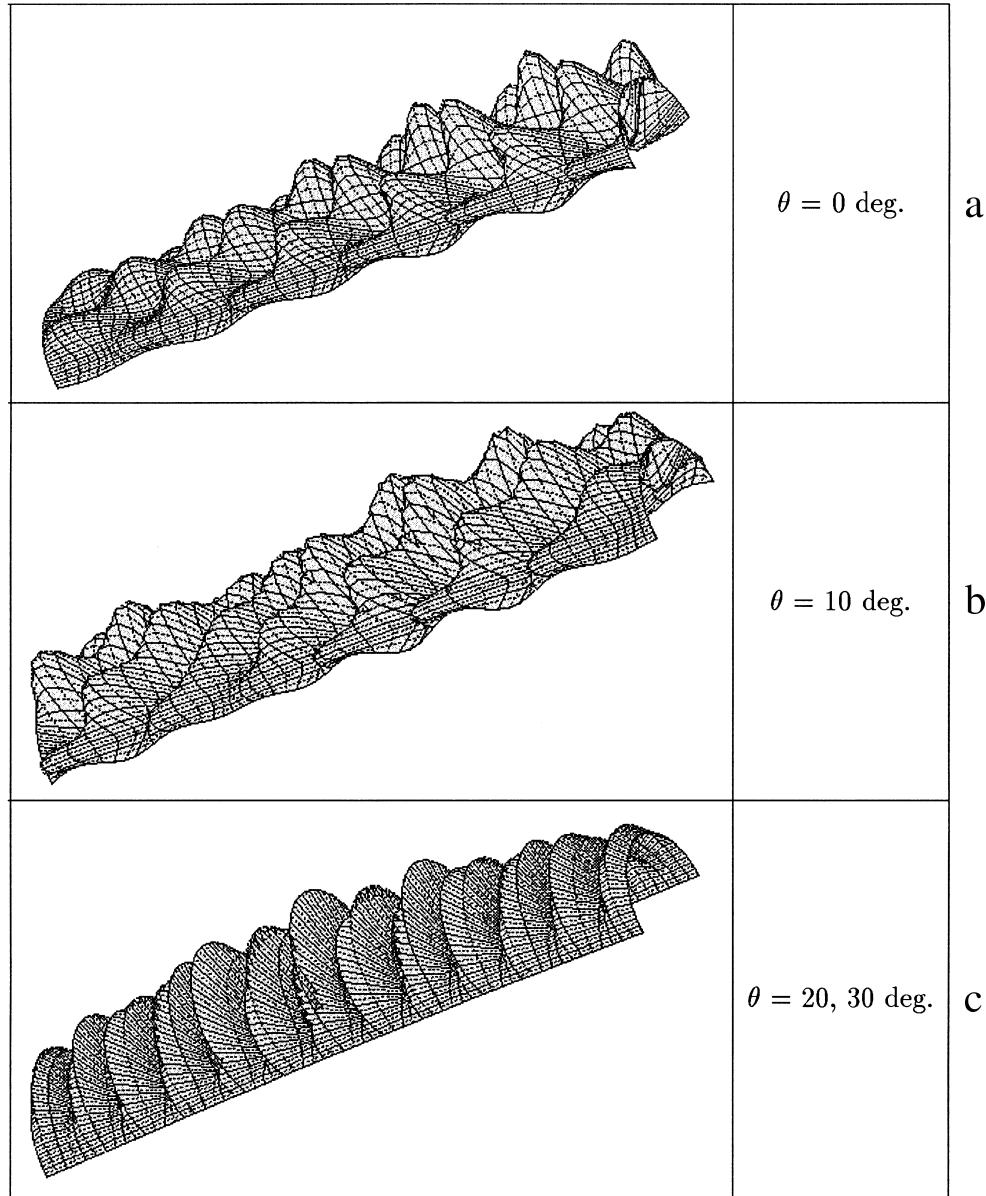 θ = 0 deg.
a
θ = 10 deg.
b
θ = 20, 30 deg.
c